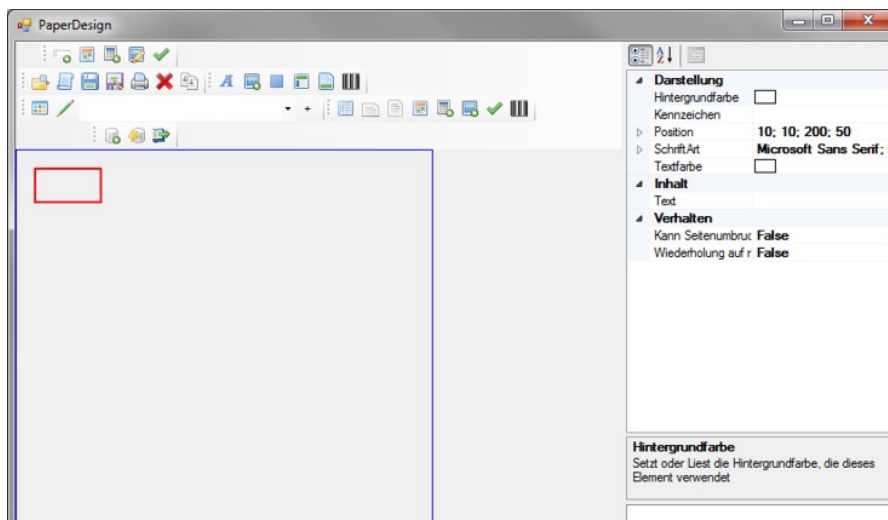 PaperDesign
Darstellung
Hintergrundfarbe
Kennzeichen
Position 10; 10; 200; 50
SchriftArt Microsoft Sans Serif;
Textfarbe
Inhalt
Text
Verhalten
Kann Seitenumbruc False
Wiederholung auf r False
Hintergrundfarbe
Setzt oder Liest die Hintergrundfarbe, die dieses
Element verwendet